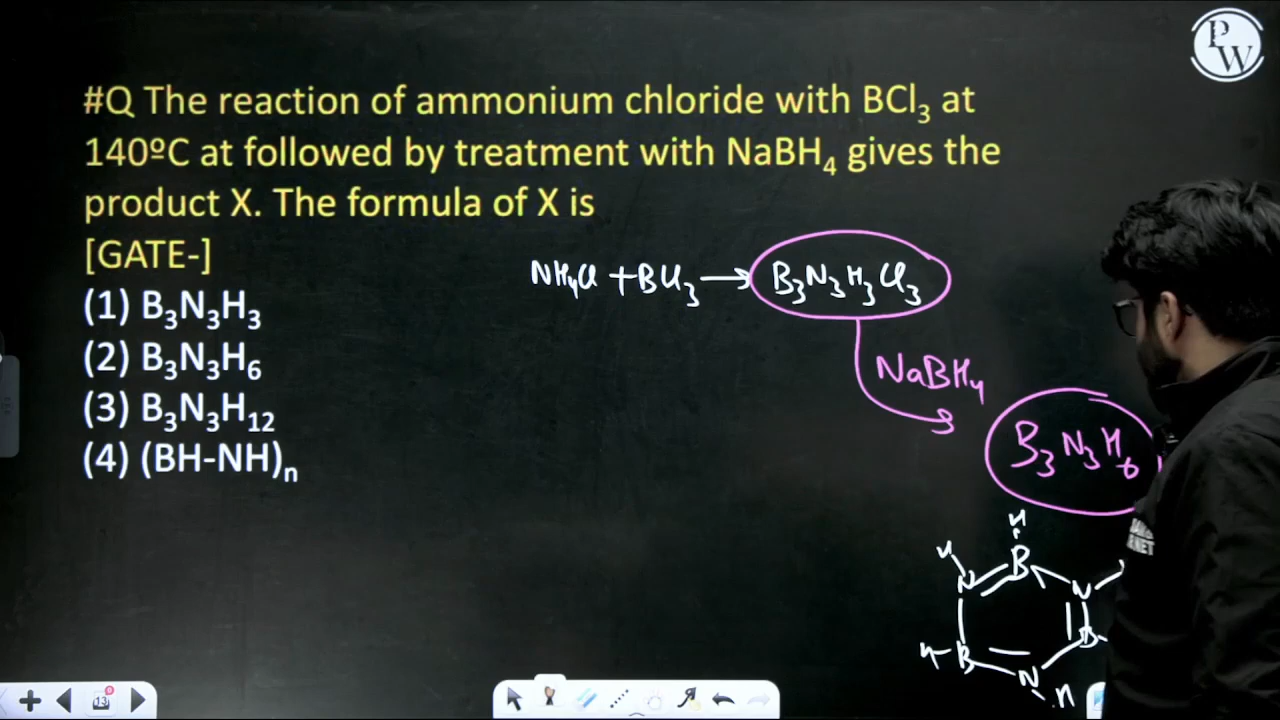 P
W
#Q The reaction of ammonium chloride with BCl₃ at
140ºC at followed by treatment with NaBH₄ gives the
product X. The formula of X is
[GATE-]
NH₄Cl + BCl₃ → B₃N₃H₃Cl₃
(1) B₃N₃H₃
(2) B₃N₃H₆
NaBH₄
(3) B₃N₃H₁₂
B₃N₃H₆
(4) (BH-NH)ₙ
H
H B
N N
B
H B
N H
13